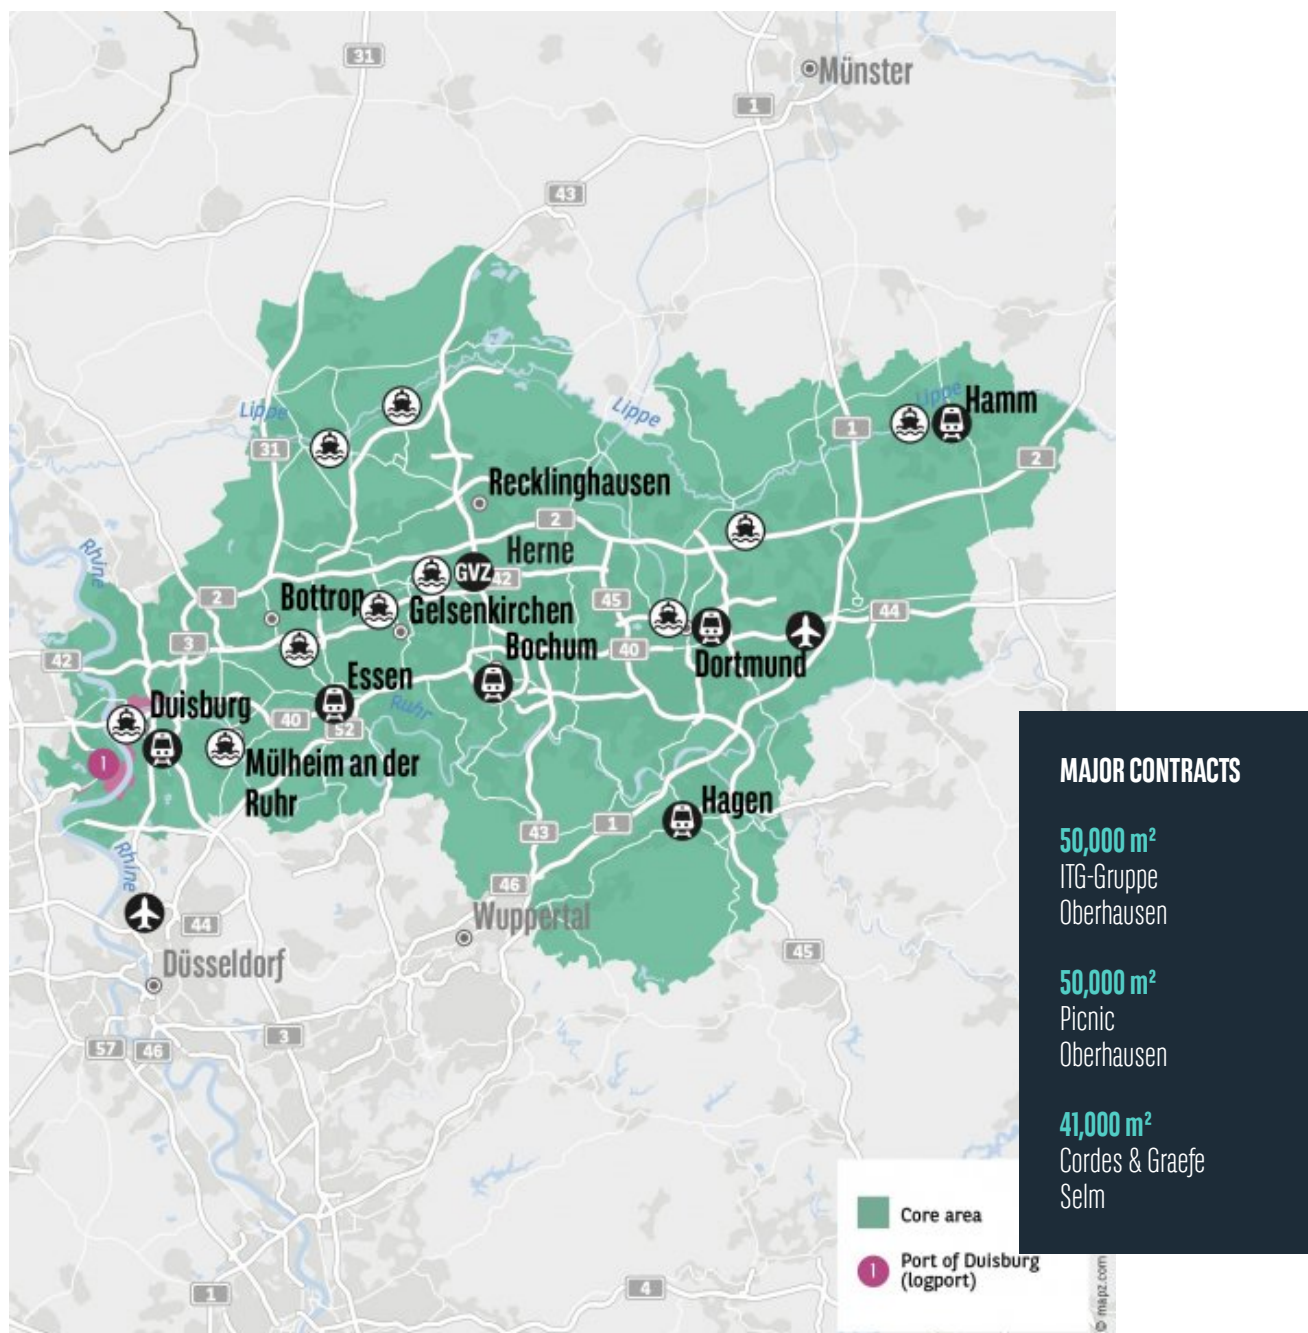 31
Münster
1
43
Lippe
Lippe
Lippe
Hamm
31
1
2
Recklinghausen
2
Rhine
Herne
GVZ
42
2
Bottrop
Gelsenkirchen
45
44
3
42
Bochum
40
Dortmund
Essen
Duisburg
40
Ruhr
52
1
Mülheim an der
Ruhr
Hagen
43
1
Rhine
46
Wuppertal
44
45
Düsseldorf
57
46
3
1
4
Core area
1
Port of Duisburg
(logport)
© mapz.com
MAJOR CONTRACTS
50,000 m²
ITG-Gruppe
Oberhausen
50,000 m²
Picnic
Oberhausen
41,000 m²
Cordes & Graefe
Selm